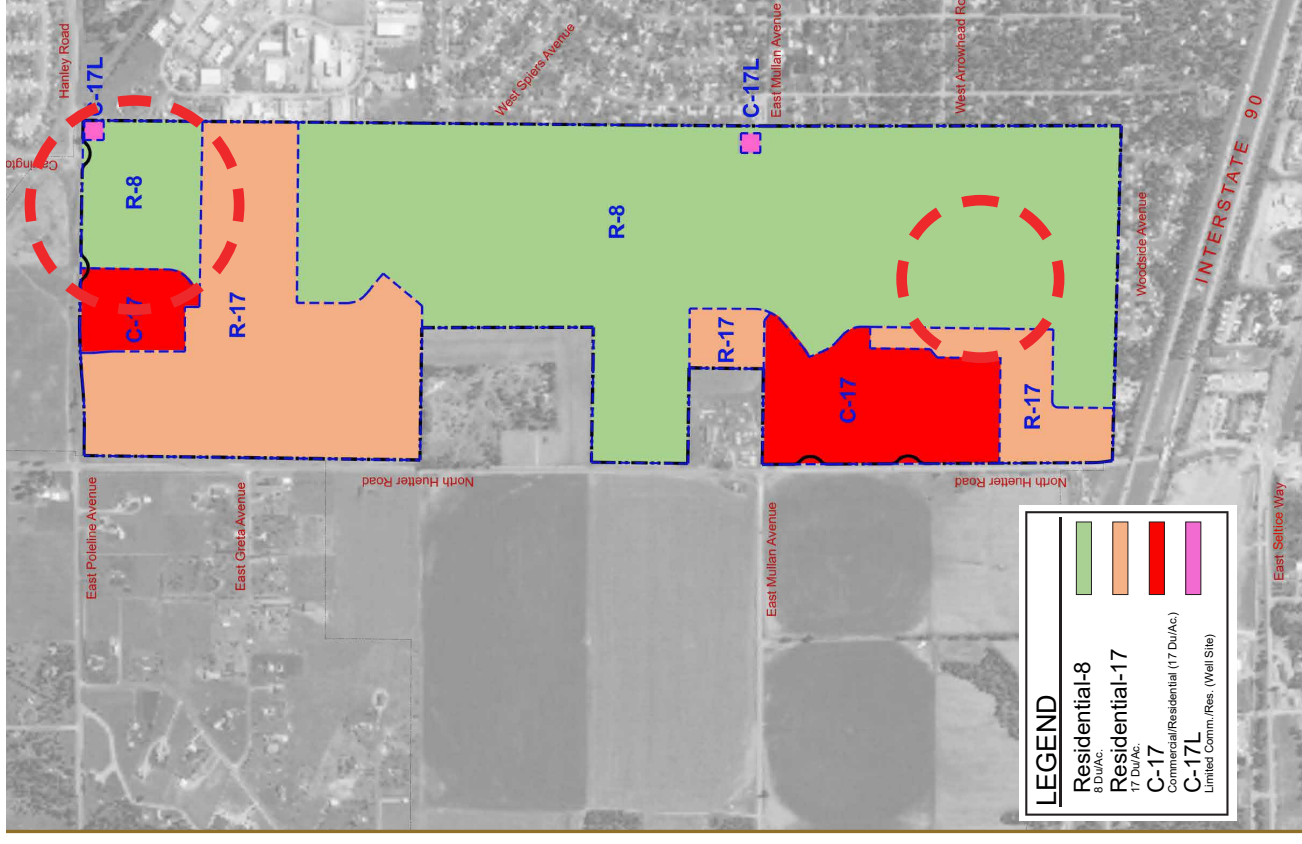 Hanley Road
C-17L
West Spiers Avenue
C-17L
East Mullan Avenue
West Arrowhead Ro
INTERSTATE 90
Carrington
R-8
R-8
Woodside Avenue
C-17
R-17
R-17
C-17
R-17
North Huetter Road
North Huetter Road
East Poleline Avenue
East Greta Avenue
East Mullan Avenue
East Seltice Way
LEGEND
Residential-8
8 Du/Ac.
Residential-17
17 Du/Ac.
C-17
Commercial/Residential (17 Du/Ac.)
C-17L
Limited Comm./Res. (Well Site)